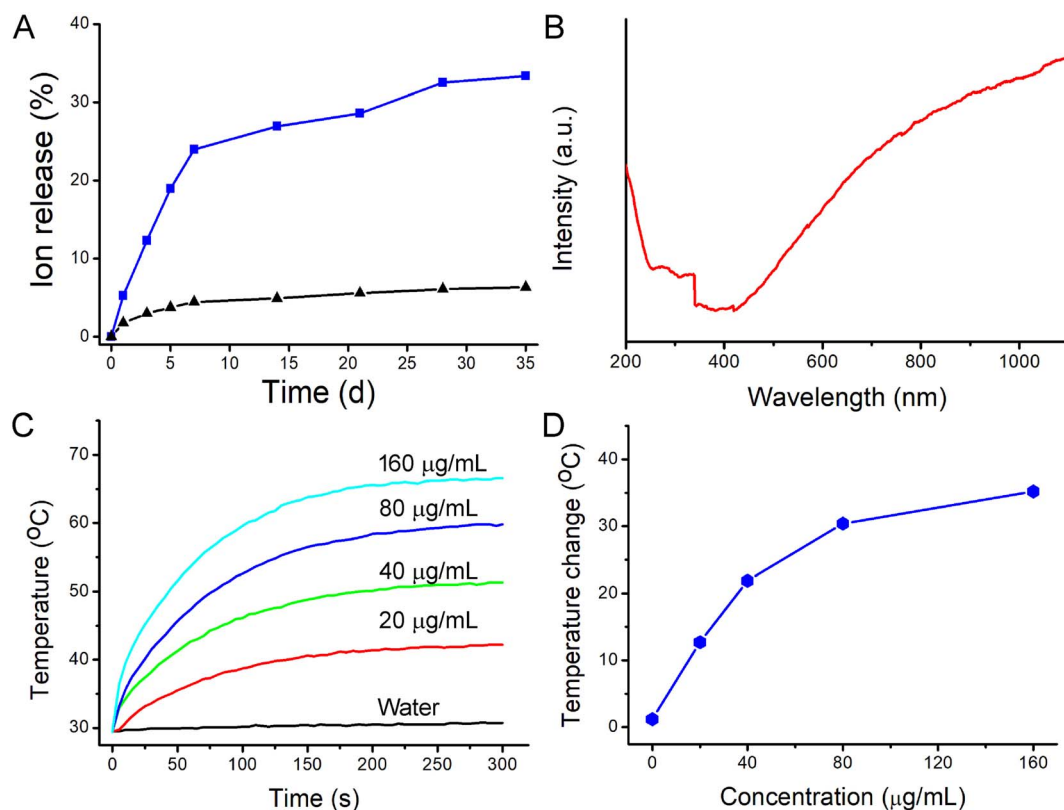 A
Ion release (%)
40
30
20
10
0
0 5 10 15 20 25 30 35
Time (d)
B
Intensity (a.u.)
200 400 600 800 1000
Wavelength (nm)
C
Temperature (°C)
70
60
50
40
30
160 μg/mL
80 μg/mL
40 μg/mL
20 μg/mL
Water
0 50 100 150 200 250 300
Time (s)
D
Temperature change (°C)
40
30
20
10
0
0 40 80 120 160
Concentration (μg/mL)